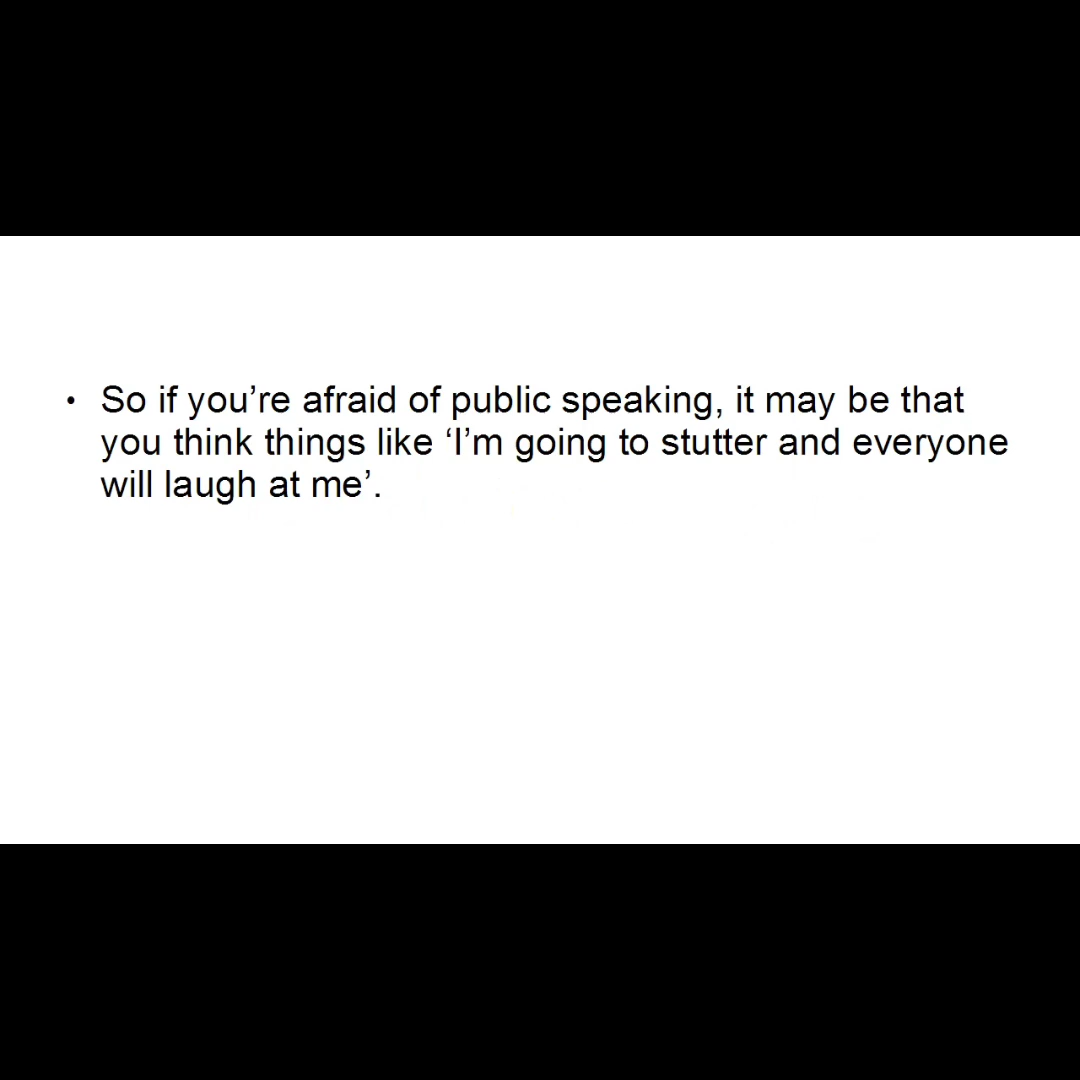 • So if you’re afraid of public speaking, it may be that
you think things like ‘I’m going to stutter and everyone
will laugh at me’.